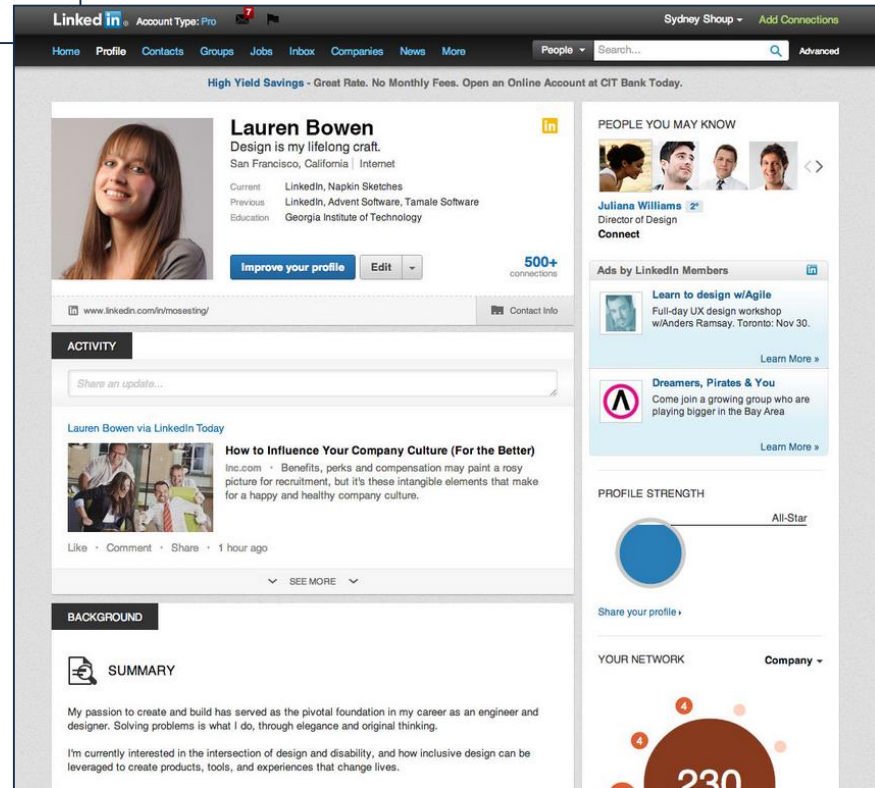 Linked in® Account Type: Pro 7 Sydney Shoup Add Connections
Home Profile Contacts Groups Jobs Inbox Companies News More People Search... Advanced
High Yield Savings - Great Rate. No Monthly Fees. Open an Online Account at CIT Bank Today.
Lauren Bowen
Design is my lifelong craft.
San Francisco, California | Internet
Current LinkedIn, Napkin Sketches
Previous LinkedIn, Advent Software, Tamale Software
Education Georgia Institute of Technology
Improve your profile Edit
500+
connections
in
www.linkedin.com/in/mosesting/ Contact Info
ACTIVITY
Share an update...
Lauren Bowen via LinkedIn Today
How to Influence Your Company Culture (For the Better)
Inc.com · Benefits, perks and compensation may paint a rosy
picture for recruitment, but it's these intangible elements that make
for a happy and healthy company culture.
Like · Comment · Share · 1 hour ago
SEE MORE
BACKGROUND
SUMMARY
My passion to create and build has served as the pivotal foundation in my career as an engineer and
designer. Solving problems is what I do, through elegance and original thinking.
I'm currently interested in the intersection of design and disability, and how inclusive design can be
leveraged to create products, tools, and experiences that change lives.
PEOPLE YOU MAY KNOW
Juliana Williams 2°
Director of Design
Connect
Ads by LinkedIn Members in
Learn to design w/Agile
Full-day UX design workshop
w/Anders Ramsay. Toronto: Nov 30.
Learn More »
Dreamers, Pirates & You
Come join a growing group who are
playing bigger in the Bay Area
Learn More »
PROFILE STRENGTH
All-Star
Share your profile ›
YOUR NETWORK Company
4
4
230